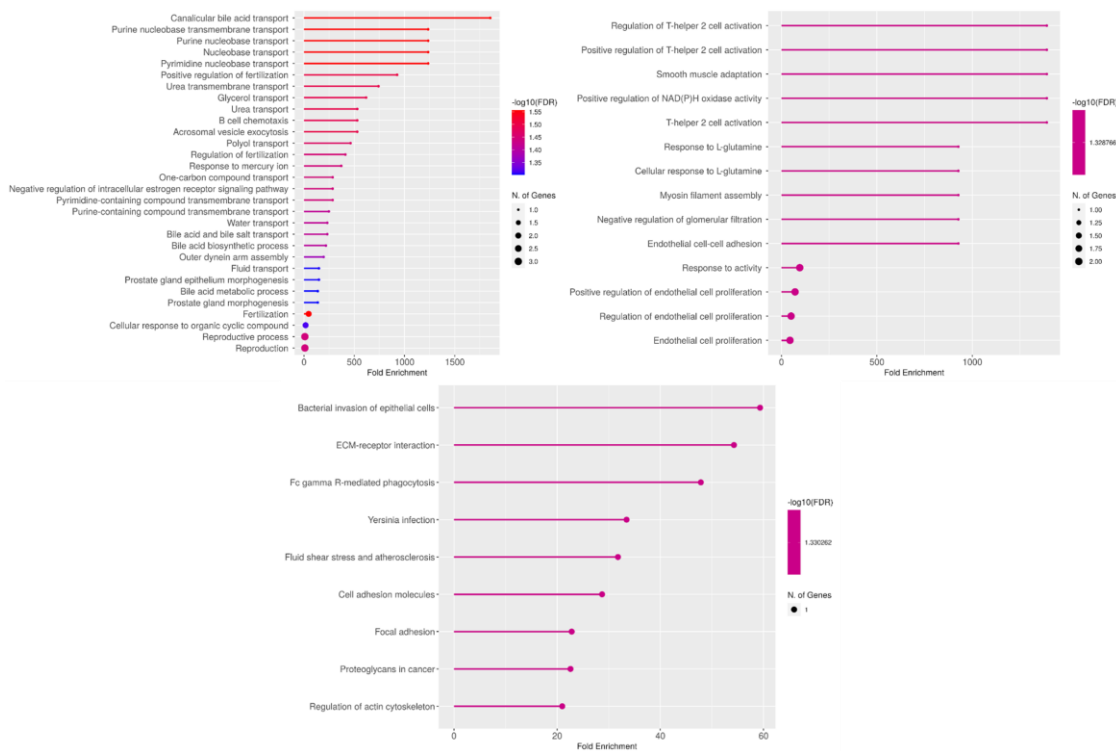 Canalicular bile acid transport
Purine nucleobase transmembrane transport
Purine nucleobase transport
Nucleobase transport
Pyrimidine nucleobase transport
Positive regulation of fertilization
Urea transmembrane transport
Glycerol transport
Urea transport
B cell chemotaxis
Acrosomal vesicle exocytosis
Polyol transport
Regulation of fertilization
Response to mercury ion
One-carbon compound transport
Negative regulation of intracellular estrogen receptor signaling pathway
Pyrimidine-containing compound transmembrane transport
Purine-containing compound transmembrane transport
Water transport
Bile acid and bile salt transport
Bile acid biosynthetic process
Outer dynein arm assembly
Fluid transport
Prostate gland epithelium morphogenesis
Bile acid metabolic process
Prostate gland morphogenesis
Fertilization
Cellular response to organic cyclic compound
Reproductive process
Reproduction
0 500 1000 1500
Fold Enrichment
-log10(FDR)
1.55
1.50
1.45
1.40
1.35
N. of Genes
1.0
1.5
2.0
2.5
3.0
Regulation of T-helper 2 cell activation
Positive regulation of T-helper 2 cell activation
Smooth muscle adaptation
Positive regulation of NAD(P)H oxidase activity
T-helper 2 cell activation
Response to L-glutamine
Cellular response to L-glutamine
Myosin filament assembly
Negative regulation of glomerular filtration
Endothelial cell-cell adhesion
Response to activity
Positive regulation of endothelial cell proliferation
Regulation of endothelial cell proliferation
Endothelial cell proliferation
0 500 1000
Fold Enrichment
-log10(FDR)
1.328766
N. of Genes
1.00
1.25
1.50
1.75
2.00
Bacterial invasion of epithelial cells
ECM-receptor interaction
Fc gamma R-mediated phagocytosis
Yersinia infection
Fluid shear stress and atherosclerosis
Cell adhesion molecules
Focal adhesion
Proteoglycans in cancer
Regulation of actin cytoskeleton
0 20 40 60
Fold Enrichment
-log10(FDR)
1.330262
N. of Genes
1